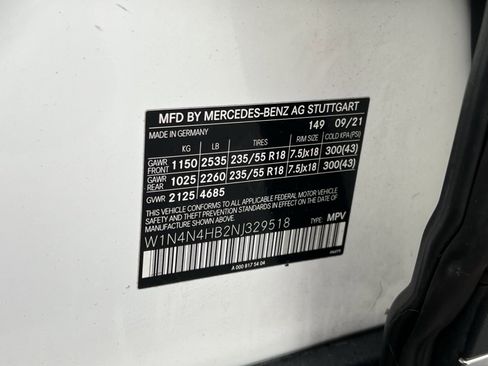 MFD BY MERCEDES-BENZ AG STUTTGART
MADE IN GERMANY 149 09/21
KG LB TIRES RIM SIZE COLD KPA(PSI)
GAWR FRONT 1150 2535 235/55 R18 7.5Jx18 300(43)
GAWR REAR 1025 2260 235/55 R18 7.5Jx18 300(43)
GVWR 2125 4685
THIS VEHICLE CONFORMS TO ALL APPLICABLE FEDERAL MOTOR VEHICLE
SAFETY AND THEFT PREVENTION STANDARDS IN EFFECT ON THE DATE
OF MANUFACTURE SHOWN ABOVE.
W1N4N4HB2NJ329518 TYPE: MPV
A 000 817 54 04